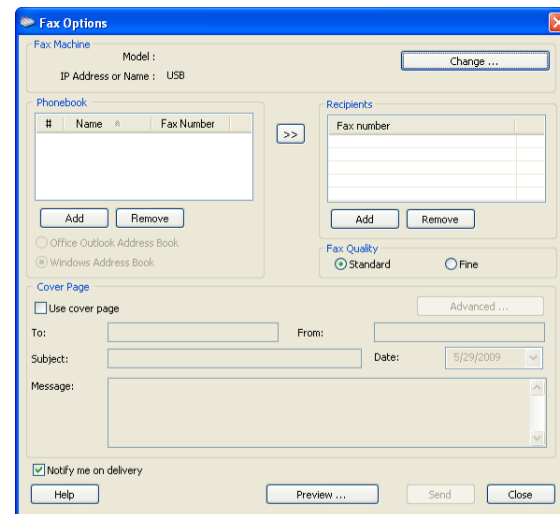 Fax Options
Fax Machine
Model :
Change ...
IP Address or Name : USB
Phonebook
# Name Fax Number
>>
Recipients
Fax number
Add Remove
Add Remove
Office Outlook Address Book
Windows Address Book
Fax Quality
Standard Fine
Cover Page
Use cover page
Advanced ...
To: From:
Subject: Date: 5/29/2009
Message:
Notify me on delivery
Help Preview ... Send Close